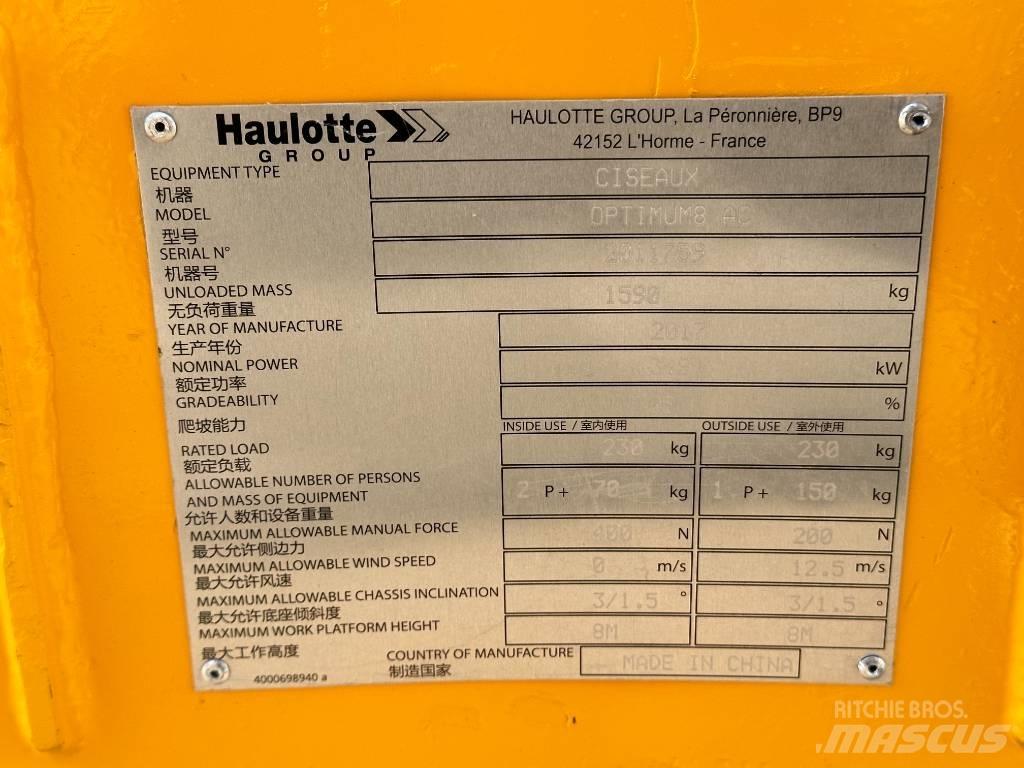 Haulotte
GROUP
HAULOTTE GROUP, La Péronnière, BP9
42152 L'Horme - France
EQUIPMENT TYPE CISEAUX
机器
MODEL OPTIMUM8 AC
型号
SERIAL N°
机器号
UNLOADED MASS 1590 kg
无负荷重量
YEAR OF MANUFACTURE 2017
生产年份
NOMINAL POWER kW
额定功率
GRADEABILITY %
爬坡能力
INSIDE USE / 室内使用 OUTSIDE USE / 室外使用
RATED LOAD 230 kg 230 kg
额定负载
ALLOWABLE NUMBER OF PERSONS
AND MASS OF EQUIPMENT 2 P + 70 kg 1 P + 150 kg
允许人数和设备重量
MAXIMUM ALLOWABLE MANUAL FORCE 400 N 200 N
最大允许侧边力
MAXIMUM ALLOWABLE WIND SPEED 0 m/s 12.5 m/s
最大允许风速
MAXIMUM ALLOWABLE CHASSIS INCLINATION 3/1.5 ° 3/1.5 °
最大允许底座倾斜度
MAXIMUM WORK PLATFORM HEIGHT 8M 8M
最大工作高度
COUNTRY OF MANUFACTURE MADE IN CHINA
制造国家
4000698940 a
RITCHIE BROS.
MASCUS